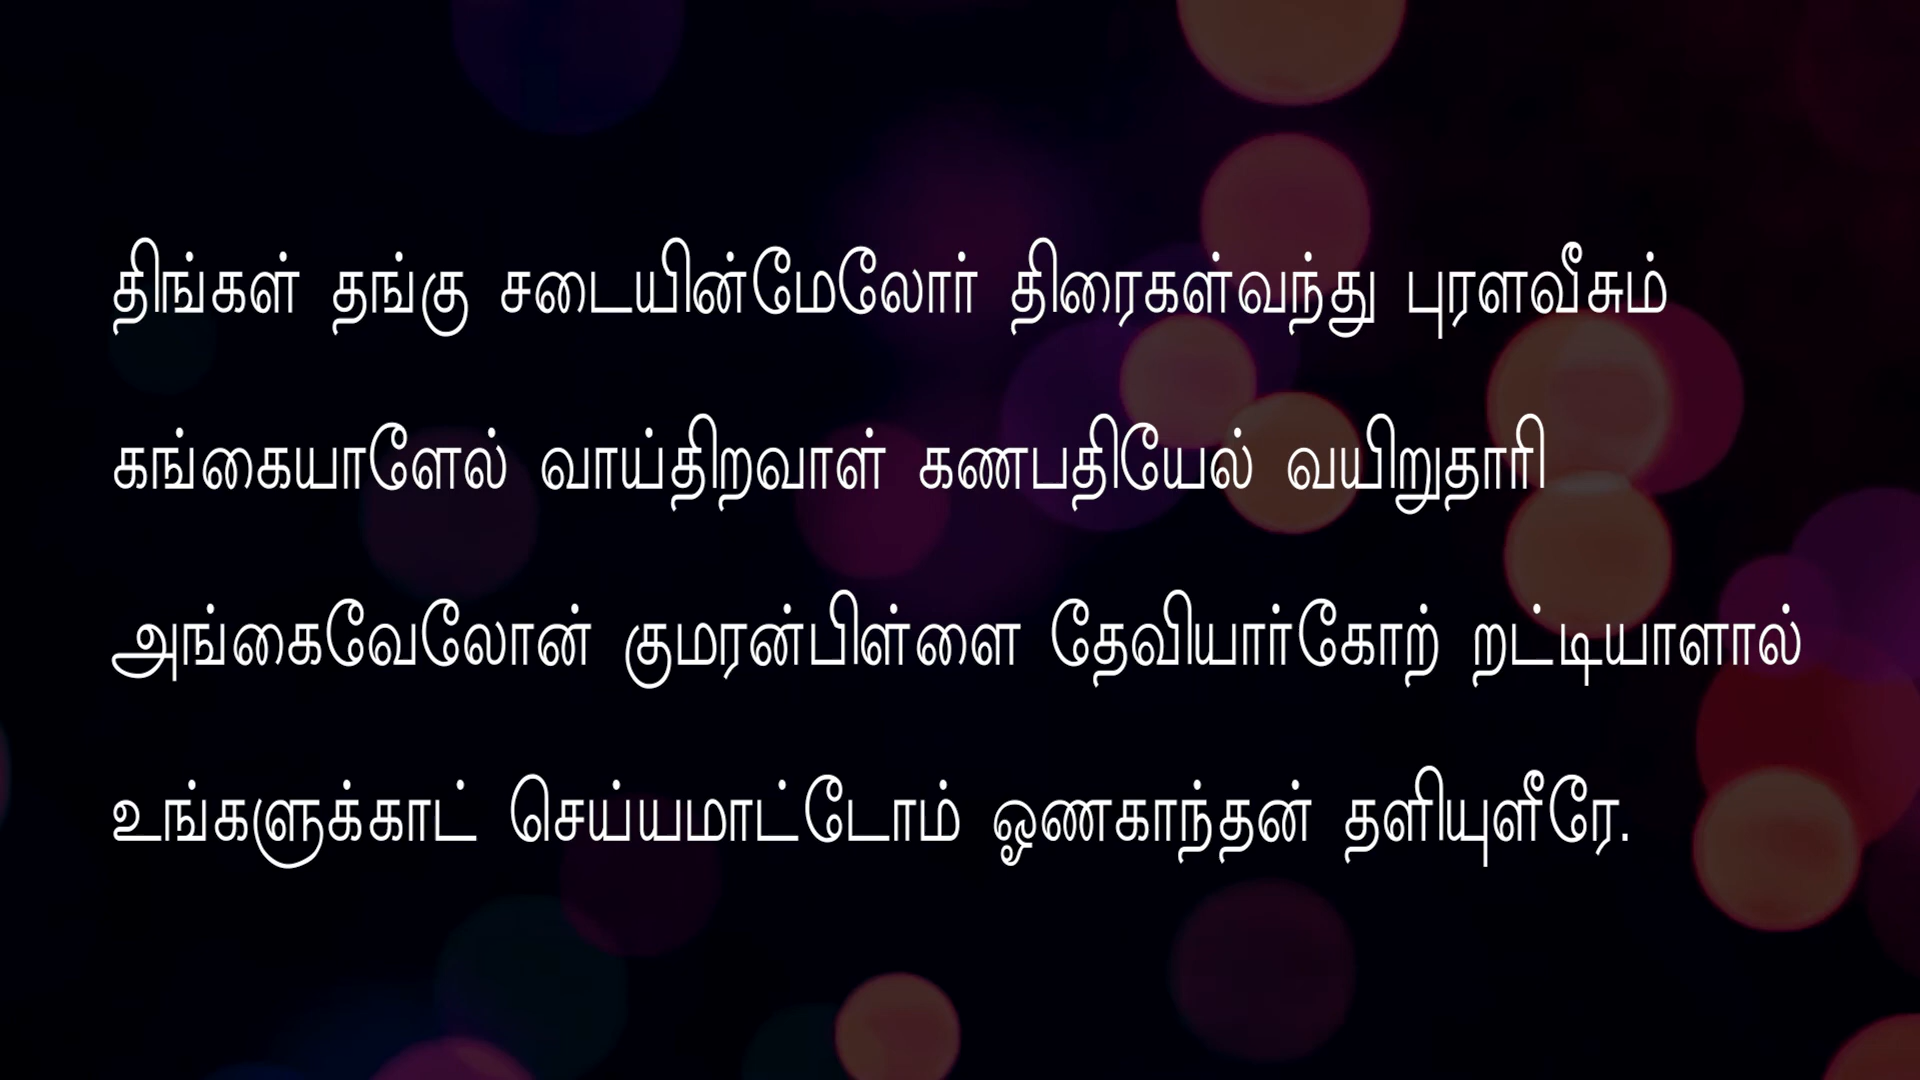 திங்கள் தங்கு சடையின்மேலோர் திரைகள்வந்து புரளவீசும்
கங்கையாளேல் வாய்திறவாள் கணபதியேல் வயிறுதாரி
அங்கைவேலோன் குமரன்பிள்ளை தேவியார்கோற் றட்டியாளால்
உங்களுக்காட் செய்யமாட்டோம் ஓணகாந்தன் தளியுளீரே.